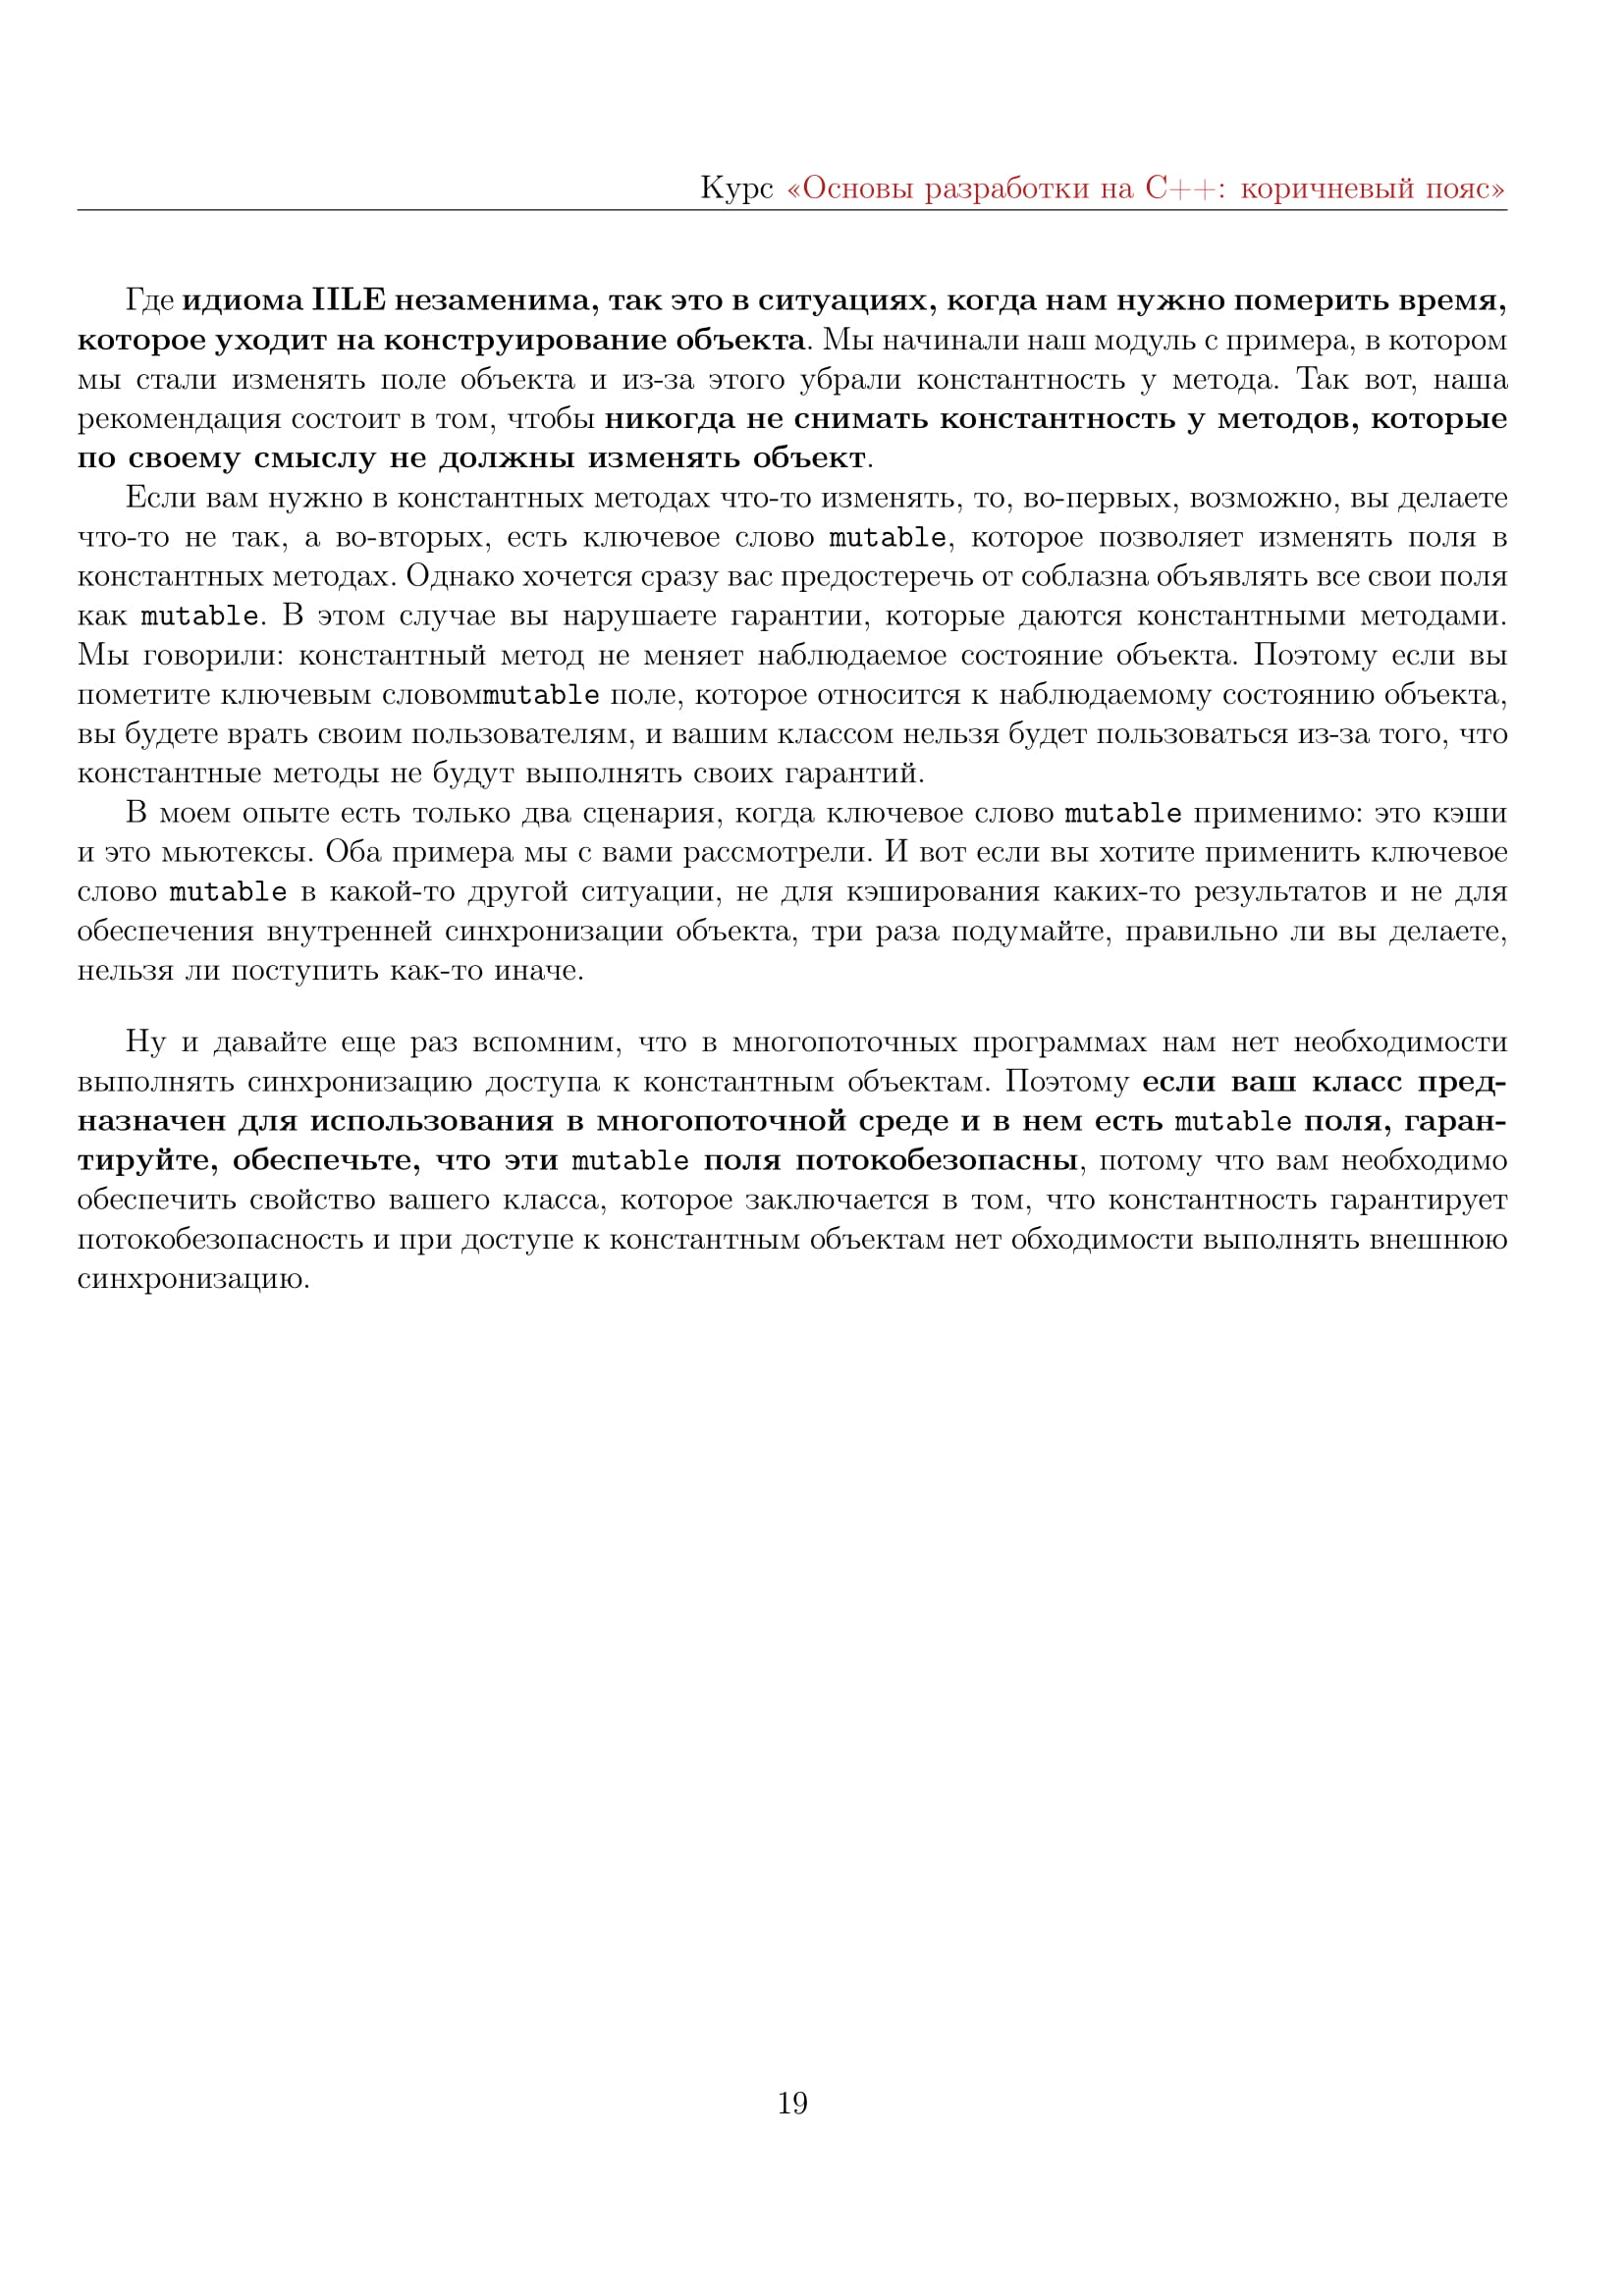 Курс «Основы разработки на C++: коричневый пояс»
Где идиома IILE незаменима, так это в ситуациях, когда нам нужно померить время,
которое уходит на конструирование объекта. Мы начинали наш модуль с примера, в котором
мы стали изменять поле объекта и из-за этого убрали константность у метода. Так вот, наша
рекомендация состоит в том, чтобы никогда не снимать константность у методов, которые
по своему смыслу не должны изменять объект.
Если вам нужно в константных методах что-то изменять, то, во-первых, возможно, вы делаете
что-то не так, а во-вторых, есть ключевое слово mutable, которое позволяет изменять поля в
константных методах. Однако хочется сразу вас предостеречь от соблазна объявлять все свои поля
как mutable. В этом случае вы нарушаете гарантии, которые даются константными методами.
Мы говорили: константный метод не меняет наблюдаемое состояние объекта. Поэтому если вы
пометите ключевым словомmutable поле, которое относится к наблюдаемому состоянию объекта,
вы будете врать своим пользователям, и вашим классом нельзя будет пользоваться из-за того, что
константные методы не будут выполнять своих гарантий.
В моем опыте есть только два сценария, когда ключевое слово mutable применимо: это кэши
и это мьютексы. Оба примера мы с вами рассмотрели. И вот если вы хотите применить ключевое
слово mutable в какой-то другой ситуации, не для кэширования каких-то результатов и не для
обеспечения внутренней синхронизации объекта, три раза подумайте, правильно ли вы делаете,
нельзя ли поступить как-то иначе.
Ну и давайте еще раз вспомним, что в многопоточных программах нам нет необходимости
выполнять синхронизацию доступа к константным объектам. Поэтому если ваш класс пред-
назначен для использования в многопоточной среде и в нем есть mutable поля, гаран-
тируйте, обеспечьте, что эти mutable поля потокобезопасны, потому что вам необходимо
обеспечить свойство вашего класса, которое заключается в том, что константность гарантирует
потокобезопасность и при доступе к константным объектам нет обходимости выполнять внешнюю
синхронизацию.
19